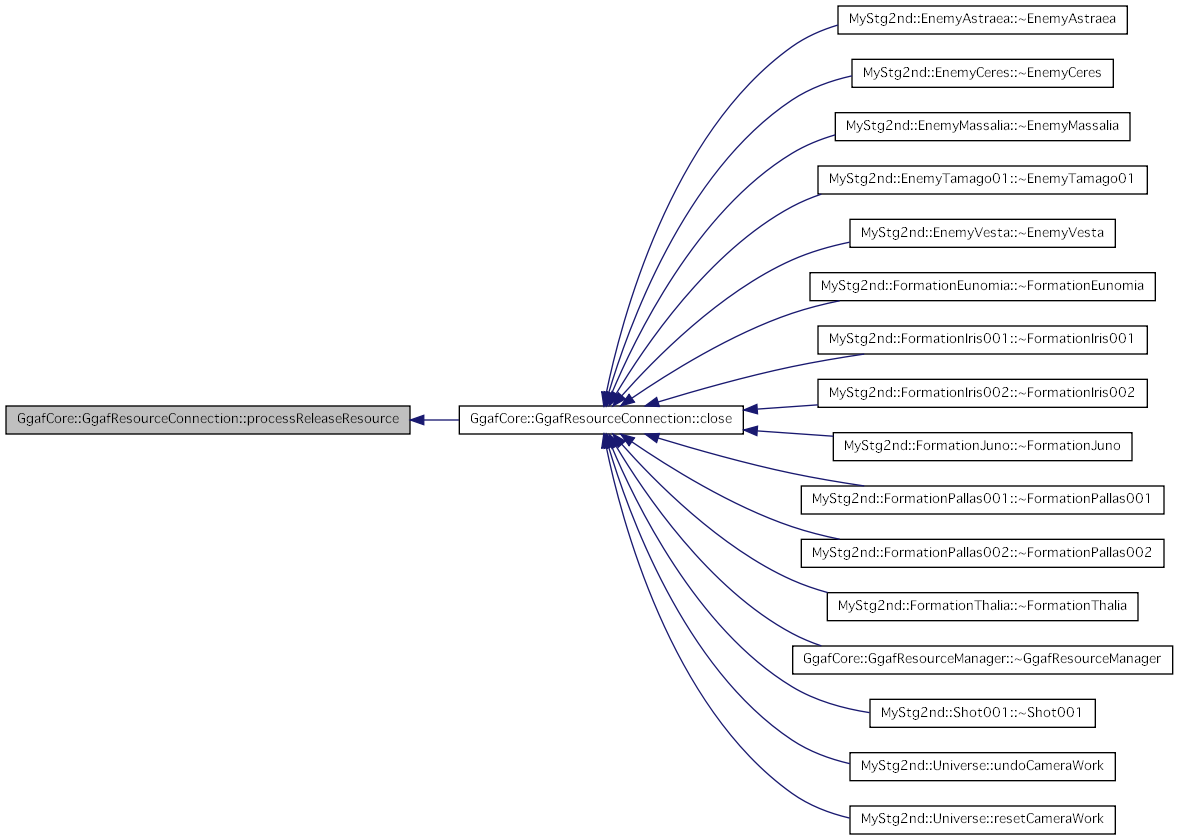 MyStg2nd::EnemyAstraea::~EnemyAstraea
MyStg2nd::EnemyCeres::~EnemyCeres
MyStg2nd::EnemyMassalia::~EnemyMassalia
MyStg2nd::EnemyTamago01::~EnemyTamago01
MyStg2nd::EnemyVesta::~EnemyVesta
MyStg2nd::FormationEunomia::~FormationEunomia
MyStg2nd::FormationIris001::~FormationIris001
MyStg2nd::FormationIris002::~FormationIris002
GgafCore::GgafResourceConnection::processReleaseResource
GgafCore::GgafResourceConnection::close
MyStg2nd::FormationJuno::~FormationJuno
MyStg2nd::FormationPallas001::~FormationPallas001
MyStg2nd::FormationPallas002::~FormationPallas002
MyStg2nd::FormationThalia::~FormationThalia
GgafCore::GgafResourceManager::~GgafResourceManager
MyStg2nd::Shot001::~Shot001
MyStg2nd::Universe::undoCameraWork
MyStg2nd::Universe::resetCameraWork